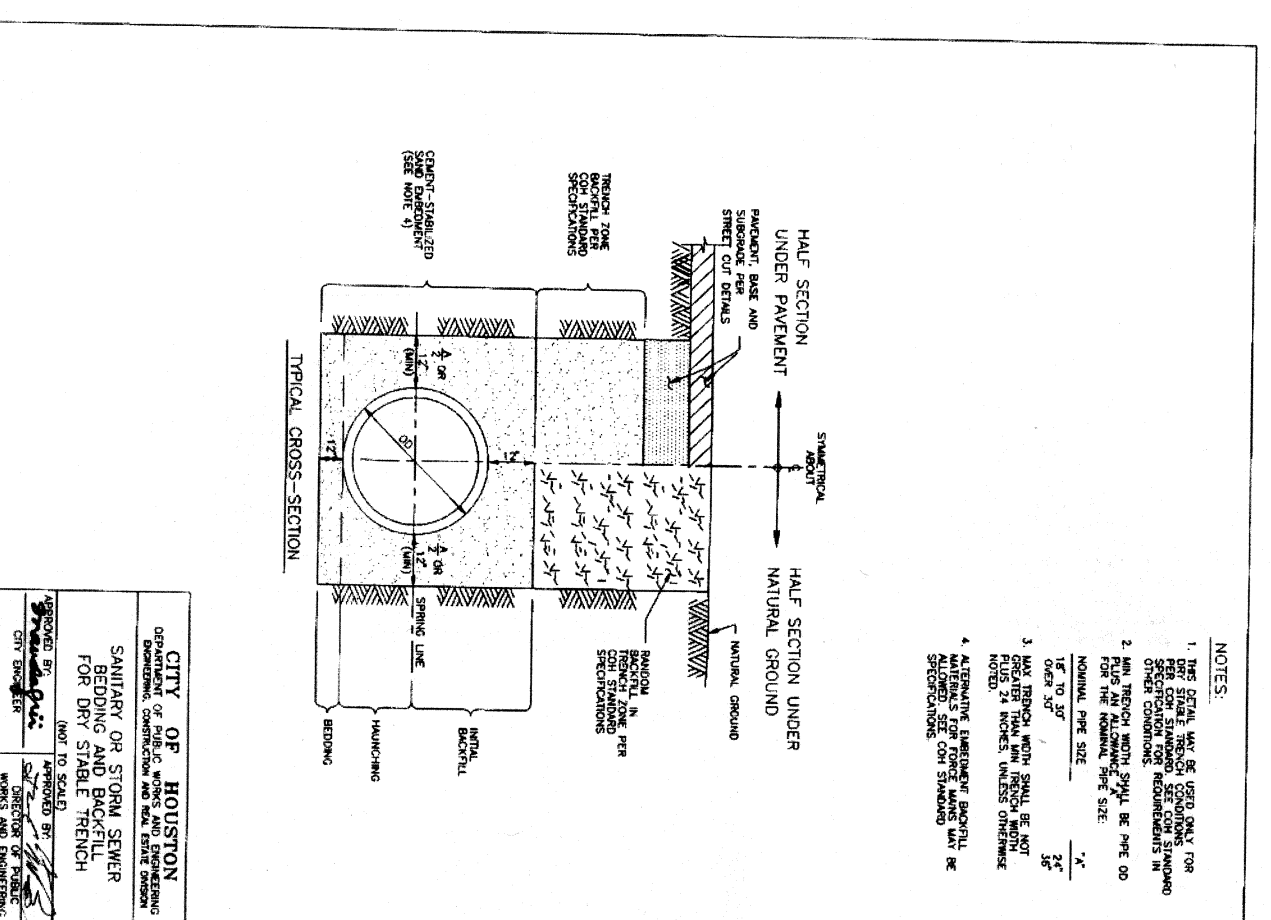 NOTES:
1. THIS DETAIL MAY BE USED ONLY FOR
DRY STABLE TRENCH CONDITIONS
PER COH STANDARD. SEE COH STANDARD
SPECIFICATION FOR REQUIREMENTS IN
OTHER CONDITIONS.
2. MIN TRENCH WIDTH SHALL BE PIPE OD
PLUS AN ALLOWANCE "A"
FOR THE NOMINAL PIPE SIZE:
NOMINAL PIPE SIZE "A"
18" TO 30" 24"
OVER 30" 36"
3. MAX TRENCH WIDTH SHALL BE NOT
GREATER THAN MIN TRENCH WIDTH
PLUS 24 INCHES, UNLESS OTHERWISE
NOTED.
4. ALTERNATIVE EMBEDMENT BACKFILL
MATERIALS FOR FORCE MAINS MAY BE
ALLOWED. SEE COH STANDARD
SPECIFICATIONS.
SYMMETRICAL
ABOUT
HALF SECTION
UNDER PAVEMENT
HALF SECTION UNDER
NATURAL GROUND
PAVEMENT, BASE AND
SUBGRADE PER
STREET CUT DETAILS
NATURAL GROUND
TRENCH ZONE
BACKFILL PER
COH STANDARD
SPECIFICATIONS
RANDOM
BACKFILL IN
TRENCH ZONE PER
COH STANDARD
SPECIFICATIONS
CEMENT-STABILIZED
SAND EMBEDMENT
(SEE NOTE 4)
12"
A/2 OR
12"
(MIN)
OD
A/2 OR
12"
(MIN)
SPRING LINE
12"
INITIAL
BACKFILL
HAUNCHING
BEDDING
TYPICAL CROSS-SECTION
CITY OF HOUSTON
DEPARTMENT OF PUBLIC WORKS AND ENGINEERING
ENGINEERING, CONSTRUCTION AND REAL ESTATE DIVISION
SANITARY OR STORM SEWER
BEDDING AND BACKFILL
FOR DRY STABLE TRENCH
(NOT TO SCALE)
APPROVED BY:
CITY ENGINEER
APPROVED BY:
DIRECTOR OF PUBLIC
WORKS AND ENGINEERING